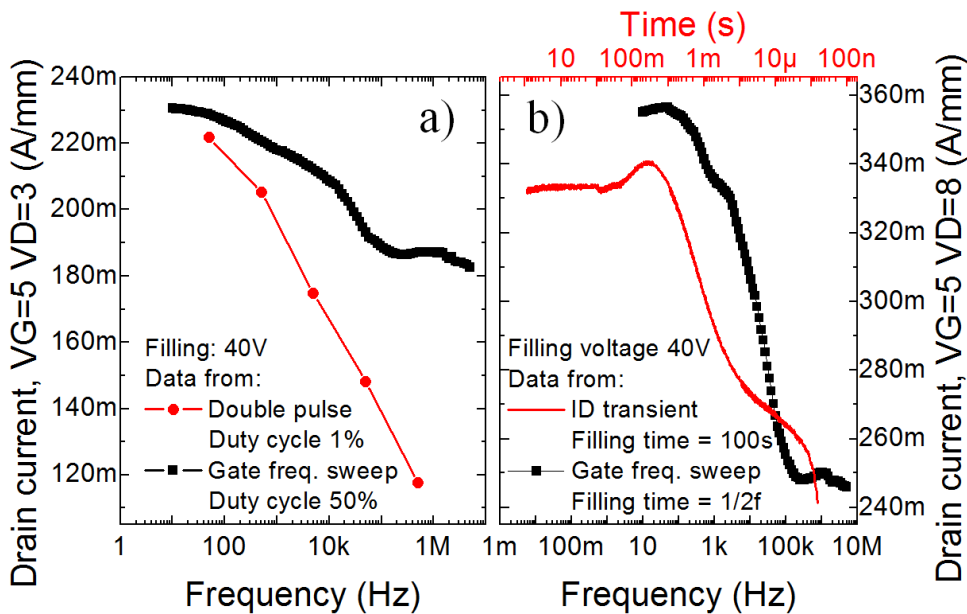 Time (s)
10 100m 1m 10µ 100n
Drain current, VG=5 VD=3 (A/mm)
240m
220m
200m
180m
160m
140m
120m
a)
Filling: 40V
Data from:
Double pulse
Duty cycle 1%
Gate freq. sweep
Duty cycle 50%
1 100 10k 1M
Frequency (Hz)
b)
Filling voltage 40V
Data from:
ID transient
Filling time = 100s
Gate freq. sweep
Filling time = 1/2f
1m 100m 10 1k 100k 10M
Frequency (Hz)
360m
340m
320m
300m
280m
260m
240m
Drain current, VG=5 VD=8 (A/mm)